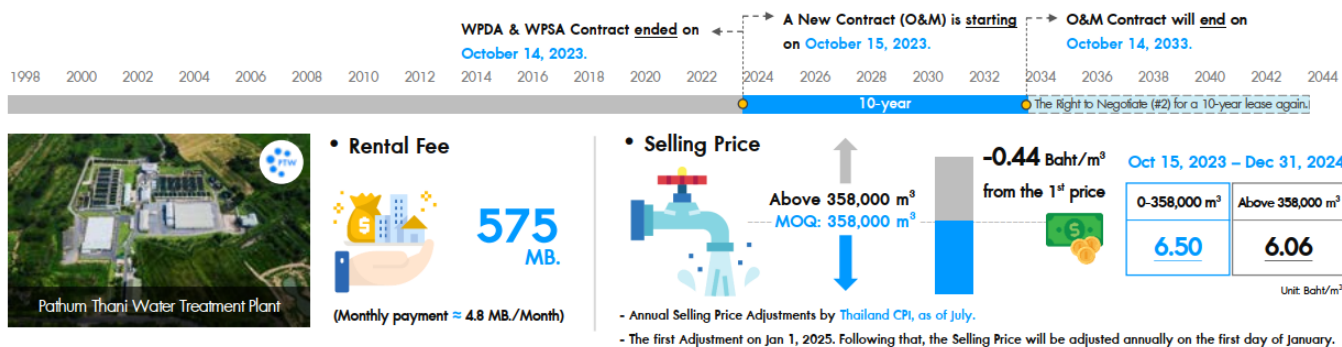 WPDA & WPSA Contract ended on
October 14, 2023.
A New Contract (O&M) is starting
on October 15, 2023.
O&M Contract will end on
October 14, 2033.
1998 2000 2002 2004 2006 2008 2010 2012 2014 2016 2018 2020 2022 2024 2026 2028 2030 2032 2034 2036 2038 2040 2042 2044
10-year
The Right to Negotiate (#2) for a 10-year lease again.
PTW
Pathum Thani Water Treatment Plant
• Rental Fee
575
MB.
(Monthly payment ≈ 4.8 MB./Month)
• Selling Price
Above 358,000 m³
MOQ: 358,000 m³
-0.44 Baht/m³
from the 1st price
Oct 15, 2023 – Dec 31, 2024
0-358,000 m³ Above 358,000 m³
6.50 6.06
Unit: Baht/m³
- Annual Selling Price Adjustments by Thailand CPI, as of July.
- The first Adjustment on Jan 1, 2025. Following that, the Selling Price will be adjusted annually on the first day of January.